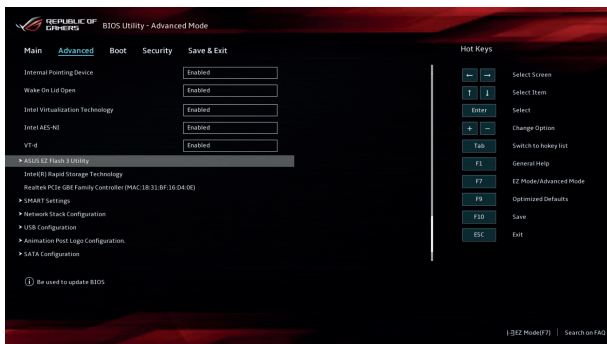 REPUBLIC OF
GAMERS
BIOS Utility - Advanced Mode
Main Advanced Boot Security Save & Exit
Internal Pointing Device Enabled
Wake On Lid Open Enabled
Intel Virtualization Technology Enabled
Intel AES-NI Enabled
VT-d Enabled
> ASUS EZ Flash 3 Utility
Intel(R) Rapid Storage Technology
Realtek PCIe GBE Family Controller (MAC:18:31:BF:16:D4:0E)
> SMART Settings
> Network Stack Configuration
> USB Configuration
> Animation Post Logo Configuration.
> SATA Configuration
i Be used to update BIOS
Hot Keys
← → Select Screen
↑ ↓ Select Item
Enter Select
+ − Change Option
Tab Switch to hokey list
F1 General Help
F7 EZ Mode/Advanced Mode
F9 Optimized Defaults
F10 Save
ESC Exit
EZ Mode(F7) | Search on FAQ